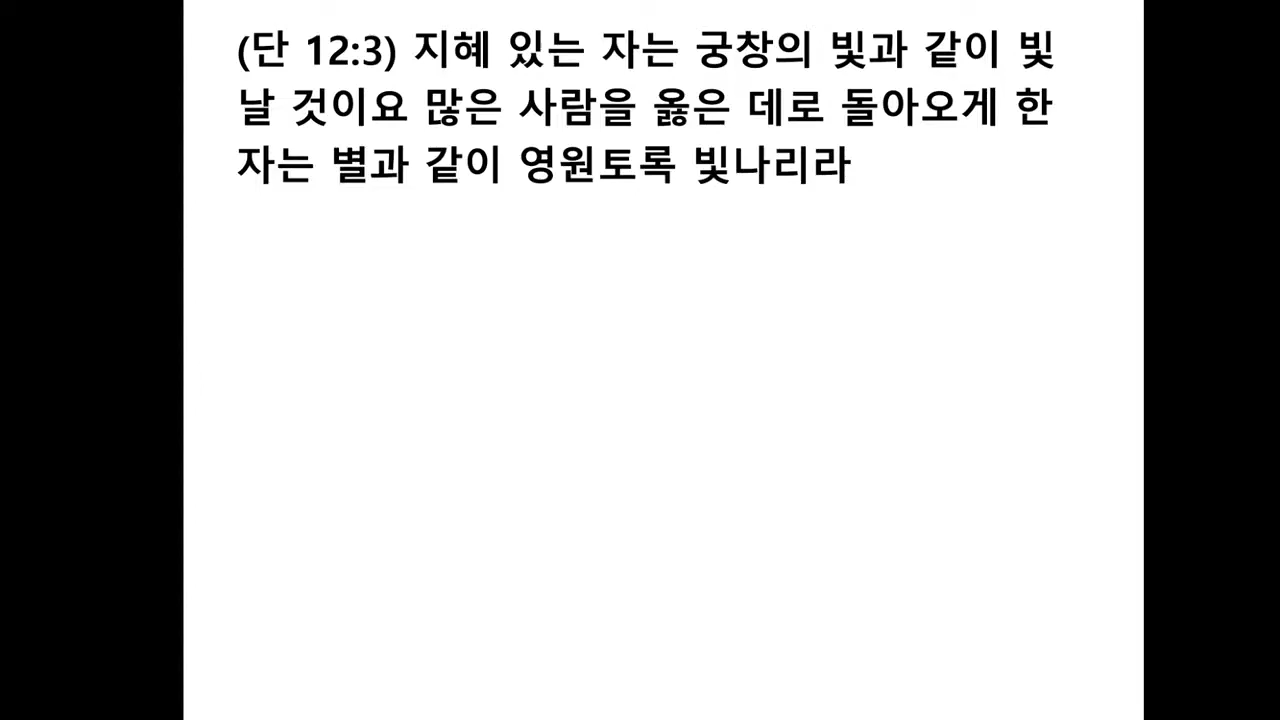 (단 12:3) 지혜 있는 자는 궁창의 빛과 같이 빛
날 것이요 많은 사람을 옳은 데로 돌아오게 한
자는 별과 같이 영원토록 빛나리라